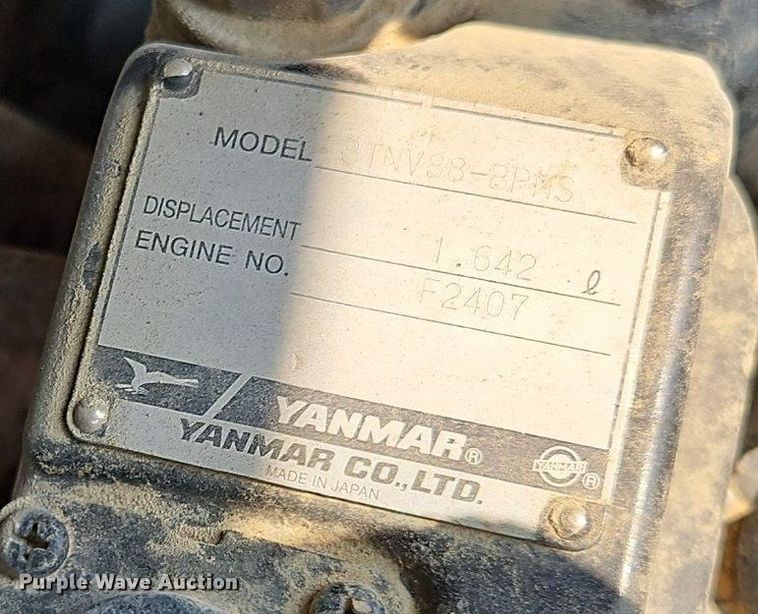 MODEL 3TNV88-BPNS
DISPLACEMENT 1.642 ℓ
ENGINE NO. F2407
YANMAR®
YANMAR CO.,LTD.
MADE IN JAPAN
YANMAR ®
Purple Wave Auction